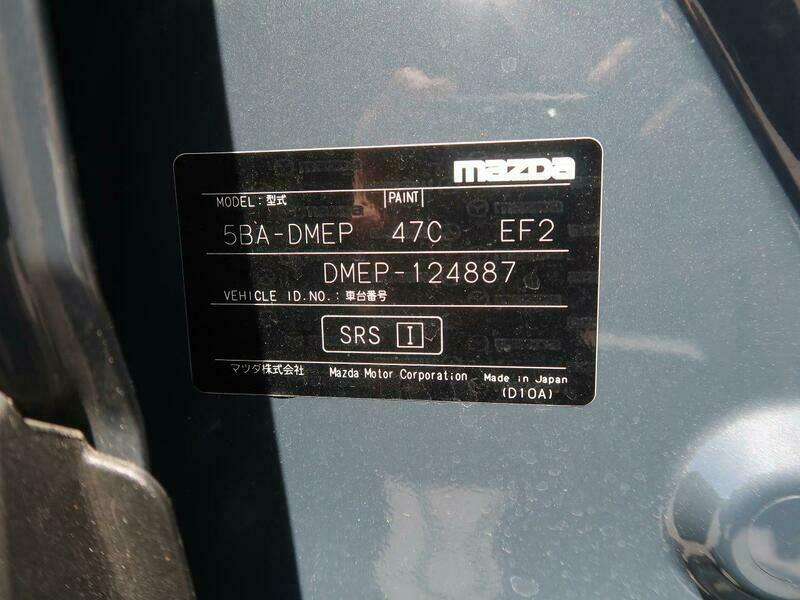 mazda
MODEL：型式 |PAINT|
5BA-DMEP 47C EF2
DMEP-124887
VEHICLE ID.NO.：車台番号
SRS I
マツダ株式会社 Mazda Motor Corporation Made in Japan
(D10A)